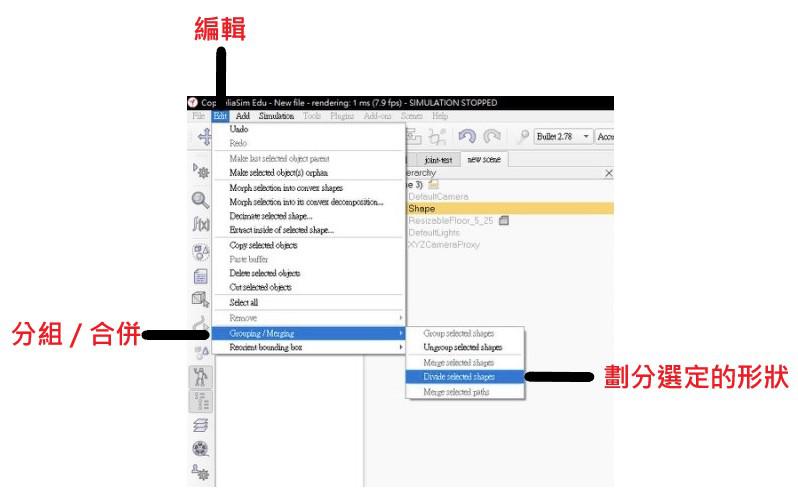 編輯
CoppeliaSim Edu - New file - rendering: 1 ms (7.9 fps) - SIMULATION STOPPED
File Edit Add Simulation Tools Plugins Add-ons Scenes Help
Undo
Redo
Bullet 2.78
Make last selected object parent
Make selected object(s) orphan
Morph selection into convex shapes
Morph selection into its convex decomposition...
Decimate selected shape...
Extract inside of selected shape...
Copy selected objects
Paste buffer
Delete selected objects
Cut selected objects
Select all
Remove
Grouping / Merging
Reorient bounding box
joint-test new scene
erarchy
e 3)
DefaultCamera
Shape
ResizableFloor_5_25
DefaultLights
XYZCameraProxy
f(x)
分組 / 合併
Group selected shapes
Ungroup selected shapes
Merge selected shapes
Divide selected shapes
Merge selected paths
劃分選定的形狀